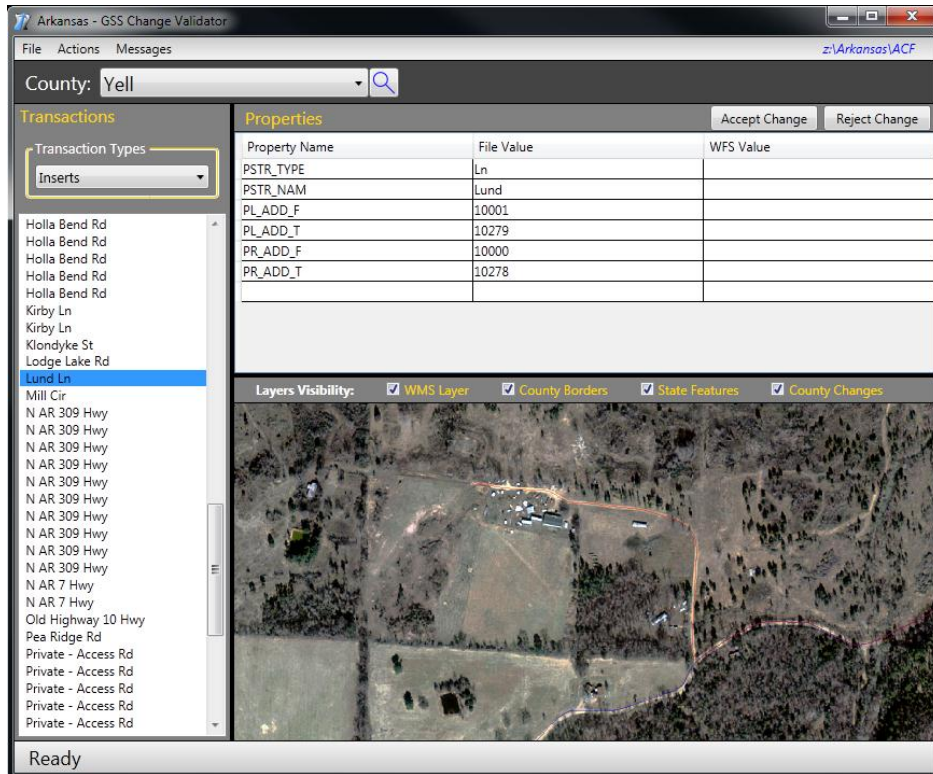 Arkansas - GSS Change Validator
File Actions Messages z:\Arkansas\ACF
County: Yell
Transactions
Transaction Types
Inserts
Holla Bend Rd
Holla Bend Rd
Holla Bend Rd
Holla Bend Rd
Holla Bend Rd
Kirby Ln
Kirby Ln
Klondyke St
Lodge Lake Rd
Lund Ln
Mill Cir
N AR 309 Hwy
N AR 309 Hwy
N AR 309 Hwy
N AR 309 Hwy
N AR 309 Hwy
N AR 309 Hwy
N AR 309 Hwy
N AR 309 Hwy
N AR 309 Hwy
N AR 309 Hwy
N AR 7 Hwy
N AR 7 Hwy
Old Highway 10 Hwy
Pea Ridge Rd
Private - Access Rd
Private - Access Rd
Private - Access Rd
Private - Access Rd
Private - Access Rd
Properties Accept Change Reject Change
Property Name File Value WFS Value
PSTR_TYPE Ln
PSTR_NAM Lund
PL_ADD_F 10001
PL_ADD_T 10279
PR_ADD_F 10000
PR_ADD_T 10278
Layers Visibility: WMS Layer County Borders State Features County Changes
Ready